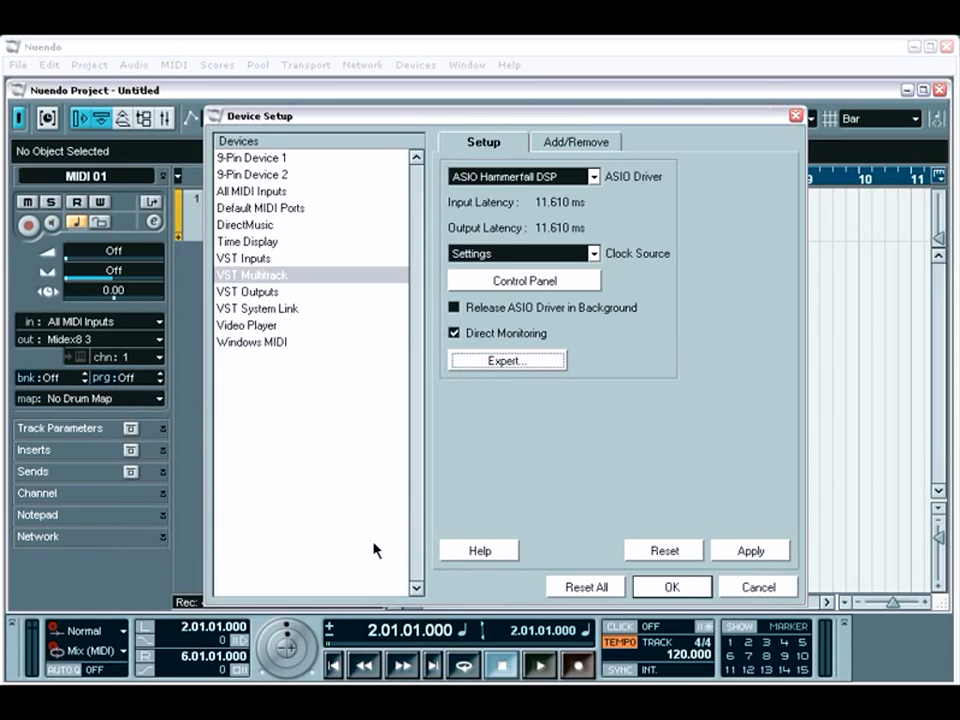 Nuendo
File Edit Project Audio MIDI Scores Pool Transport Network Devices Window Help
Nuendo Project - Untitled
Bar
No Object Selected
MIDI 01
m S R W
Off
Off
0.00
in : All MIDI Inputs
out : Midex8 3
chn: 1
bnk: Off prg: Off
map: No Drum Map
Track Parameters
Inserts
Sends
Channel
Notepad
Network
1
9 10 11
Device Setup
Devices
9-Pin Device 1
9-Pin Device 2
All MIDI Inputs
Default MIDI Ports
DirectMusic
Time Display
VST Inputs
VST Multitrack
VST Outputs
VST System Link
Video Player
Windows MIDI
Setup Add/Remove
ASIO Hammerfall DSP ASIO Driver
Input Latency : 11.610 ms
Output Latency : 11.610 ms
Settings Clock Source
Control Panel
Release ASIO Driver in Background
Direct Monitoring
Expert...
Help Reset Apply
Reset All OK Cancel
Rec:
Normal
Mix (MIDI)
AUTO Q OFF
L 2.01.01.000
0
R 6.01.01.000
0
2.01.01.000 2.01.01.000
CLICK OFF
TEMPO TRACK 4/4
120.000
SYNC INT.
SHOW MARKER
1 2 3 4 5
6 7 8 9 10
11 12 13 14 15